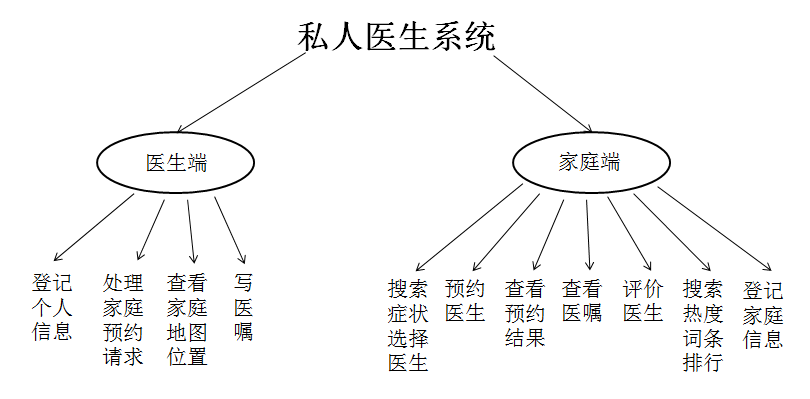 私人医生系统
医生端
家庭端
登记
个人
信息
处理
家庭
预约
请求
查看
家庭
地图
位置
写
医
嘱
搜索
症状
选择
医生
预约
医生
查看
预约
结果
查看
医嘱
评价
医生
搜索
热度
词条
排行
登记
家庭
信息